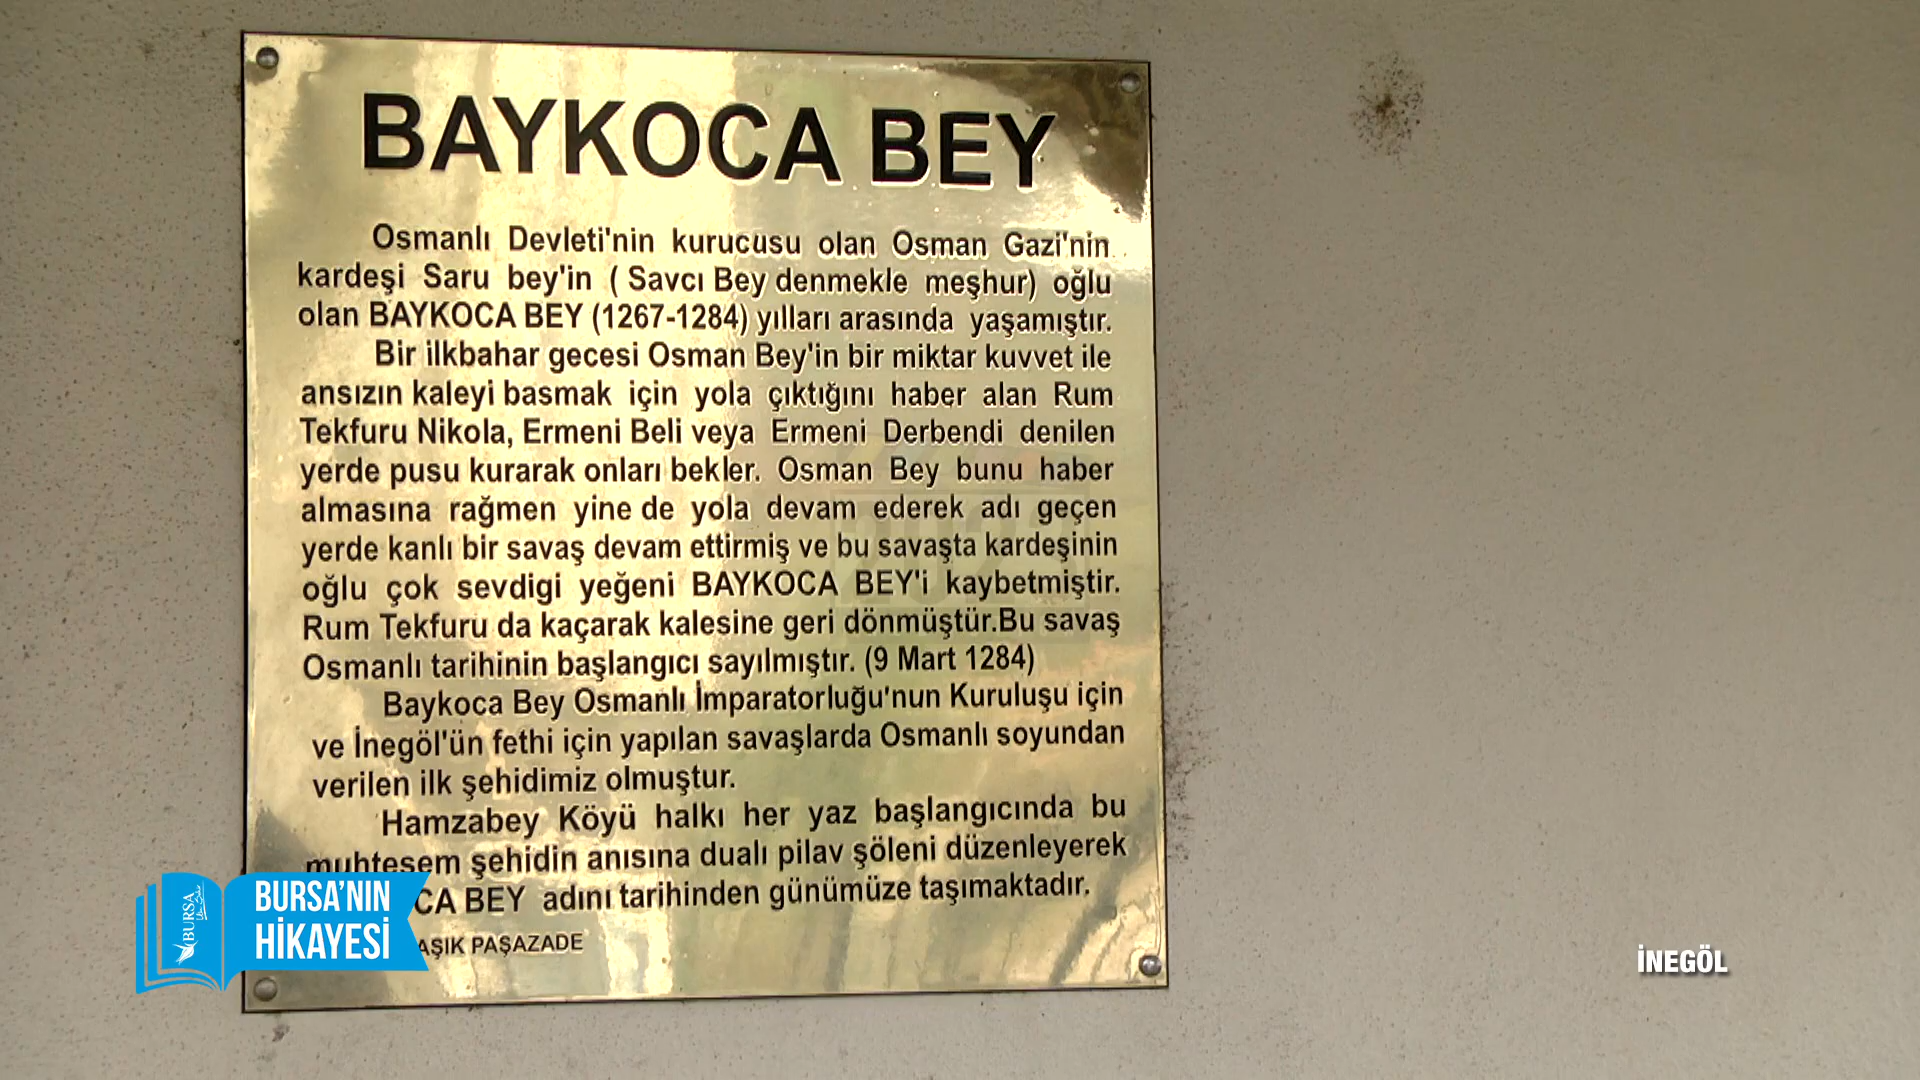 BAYKOCA BEY
Osmanlı Devleti'nin kurucusu olan Osman Gazi'nin
kardeşi Saru bey'in ( Savcı Bey denmekle meşhur) oğlu
olan BAYKOCA BEY (1267-1284) yılları arasında yaşamıştır.
Bir ilkbahar gecesi Osman Bey'in bir miktar kuvvet ile
ansızın kaleyi basmak için yola çıktığını haber alan Rum
Tekfuru Nikola, Ermeni Beli veya Ermeni Derbendi denilen
yerde pusu kurarak onları bekler. Osman Bey bunu haber
almasına rağmen yine de yola devam ederek adı geçen
yerde kanlı bir savaş devam ettirmiş ve bu savaşta kardeşinin
oğlu çok sevdigi yeğeni BAYKOCA BEY'i kaybetmiştir.
Rum Tekfuru da kaçarak kalesine geri dönmüştür.Bu savaş
Osmanlı tarihinin başlangıcı sayılmıştır. (9 Mart 1284)
Baykoca Bey Osmanlı İmparatorluğu'nun Kuruluşu için
ve İnegöl'ün fethi için yapılan savaşlarda Osmanlı soyundan
verilen ilk şehidimiz olmuştur.
Hamzabey Köyü halkı her yaz başlangıcında bu
muhteşem şehidin anısına dualı pilav şöleni düzenleyerek
CA BEY adını tarihinden günümüze taşımaktadır.
AŞIK PAŞAZADE
BURSA
BURSA'NIN
HİKAYESİ
İNEGÖL